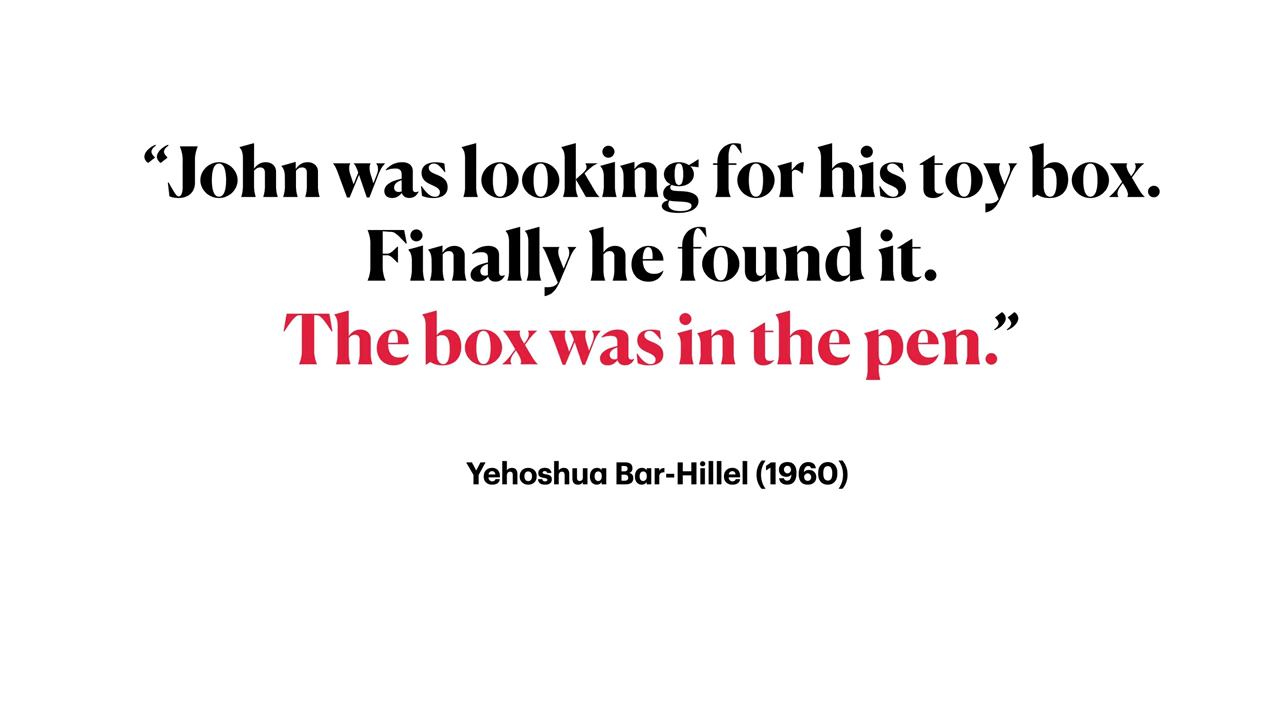 “John was looking for his toy box.
Finally he found it.
The box was in the pen.”
Yehoshua Bar-Hillel (1960)